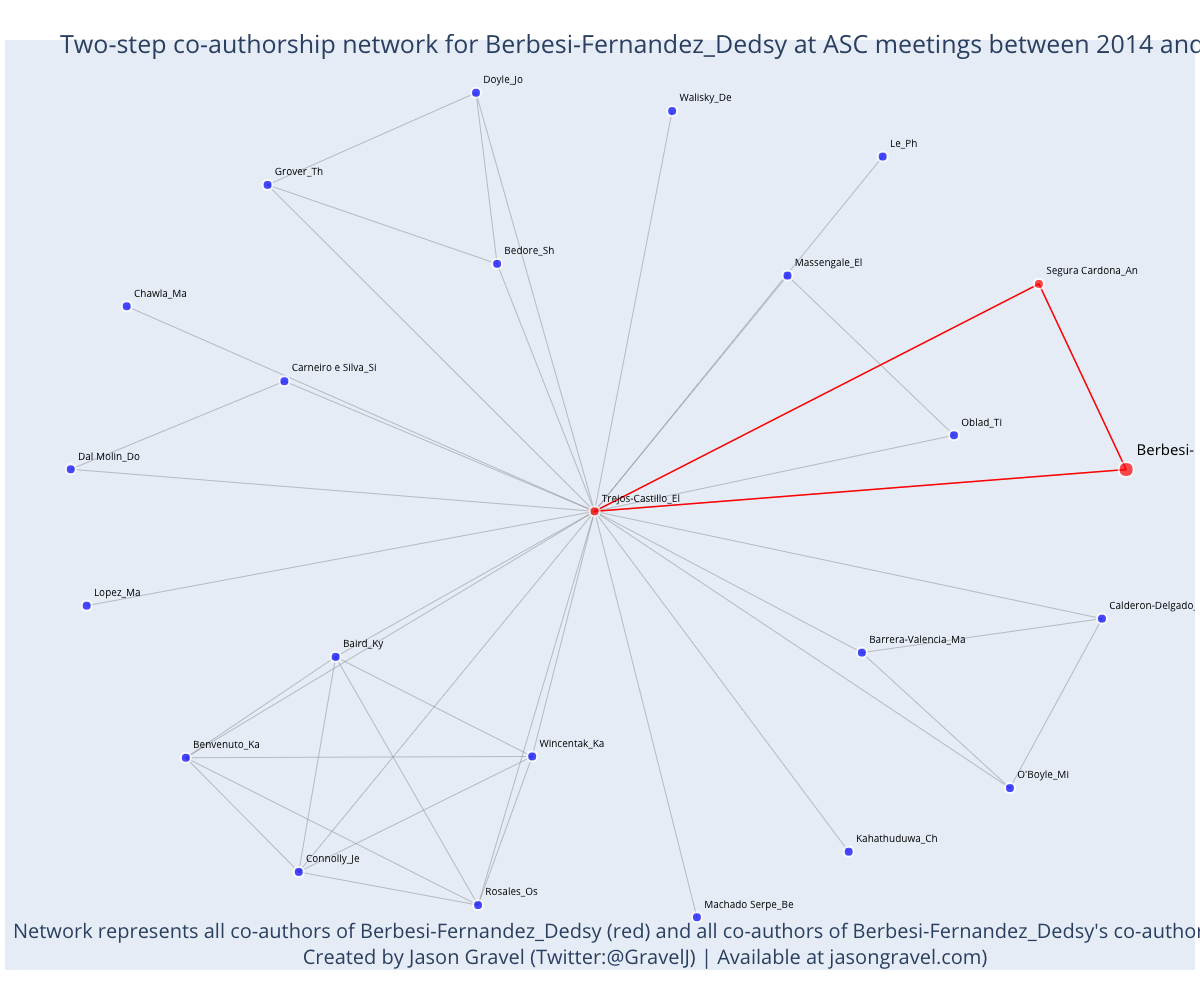 Two-step co-authorship network for Berbesi-Fernandez_Dedsy at ASC meetings between 2014 and
Doyle_Jo
Walisky_De
Le_Ph
Grover_Th
Bedore_Sh
Massengale_El
Segura Cardona_An
Chawla_Ma
Carneiro e Silva_Si
Oblad_Ti
Berbesi-
Dal Molin_Do
Trejos-Castillo_El
Lopez_Ma
Calderon-Delgado_
Baird_Ky
Barrera-Valencia_Ma
Benvenuto_Ka
Wincentak_Ka
O'Boyle_Mi
Kahathuduwa_Ch
Connolly_Je
Rosales_Os
Machado Serpe_Be
Network represents all co-authors of Berbesi-Fernandez_Dedsy (red) and all co-authors of Berbesi-Fernandez_Dedsy's co-author
Created by Jason Gravel (Twitter:@GravelJ) | Available at jasongravel.com)